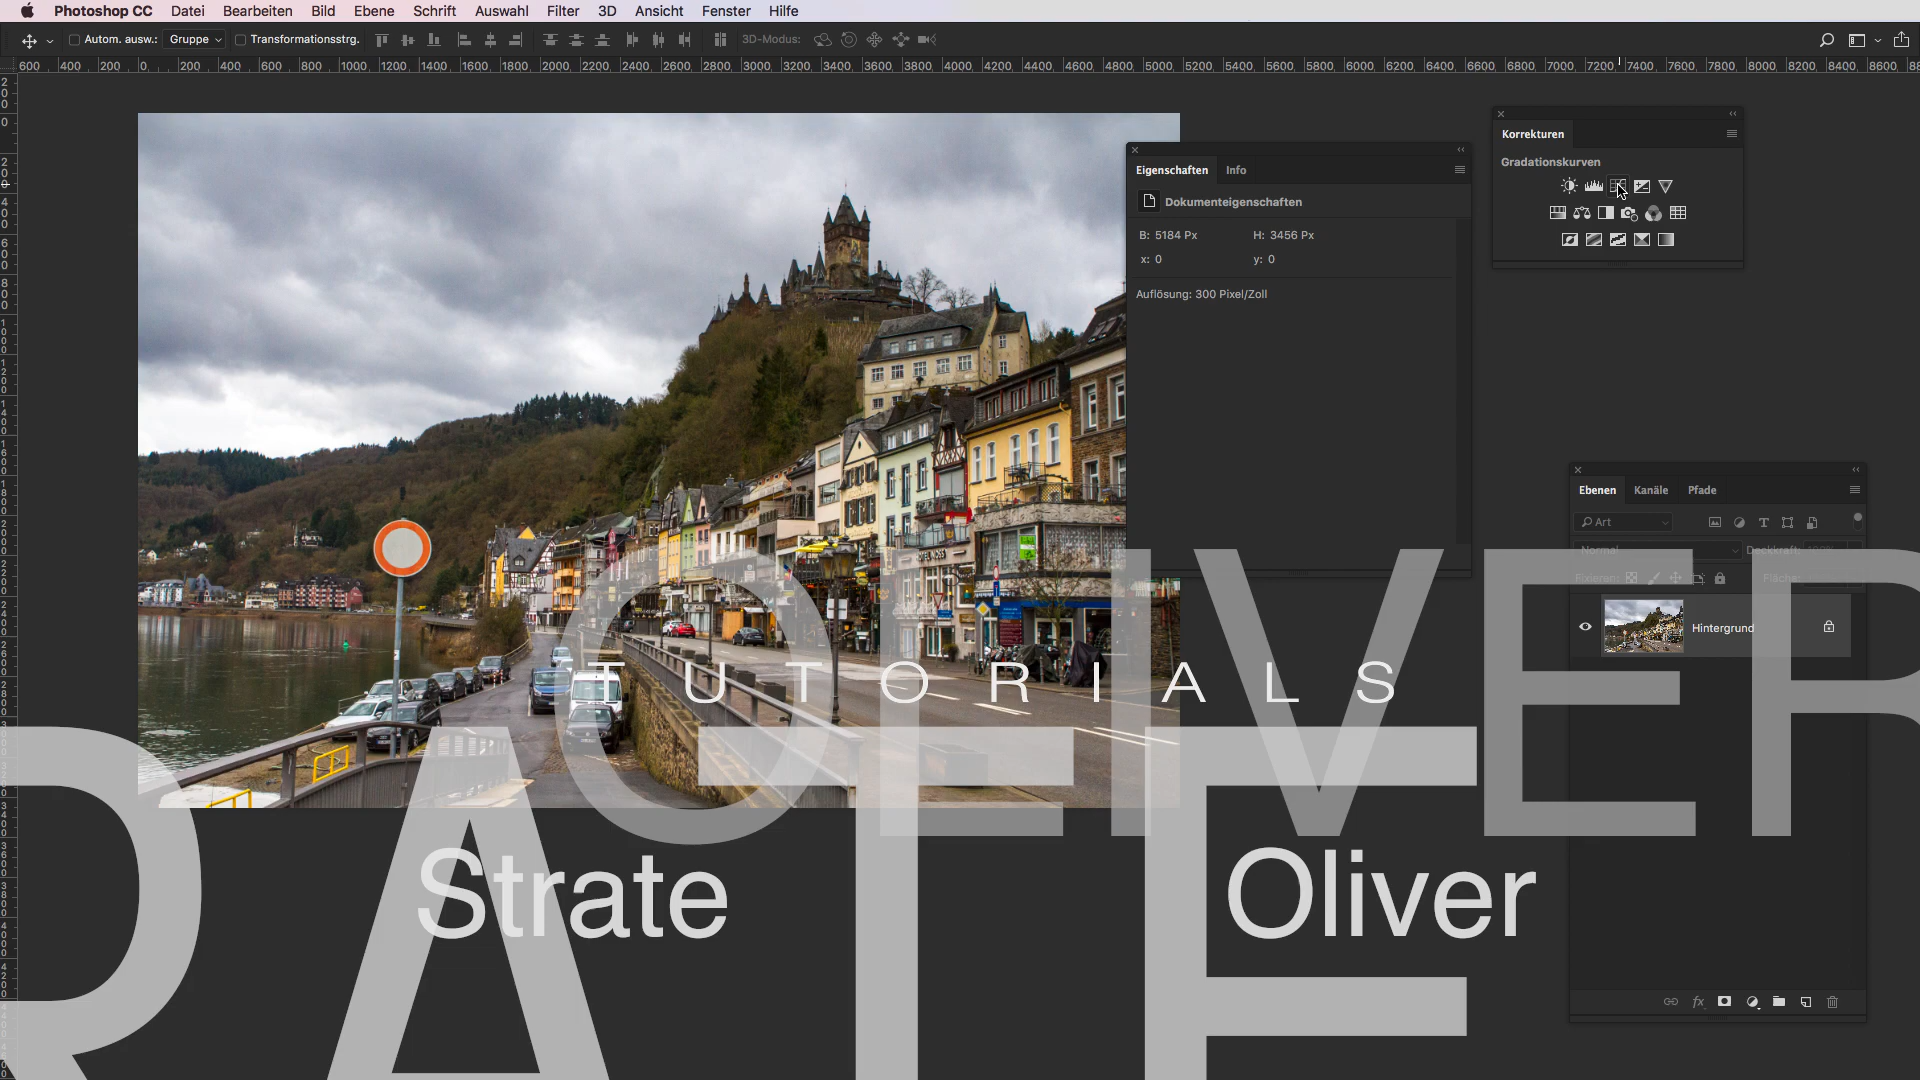 Photoshop CC Datei Bearbeiten Bild Ebene Schrift Auswahl Filter 3D Ansicht Fenster Hilfe
Autom. ausw.: Gruppe Transformationsstrg. 3D-Modus:
600 400 200 0 200 400 600 800 1000 1200 1400 1600 1800 2000 2200 2400 2600 2800 3000 3200 3400 3600 3800 4000 4200 4400 4600 4800 5000 5200 5400 5600 5800 6000 6200 6400 6600 6800 7000 7200 7400 7600 7800 8000 8200 8400 8600
Korrekturen
Gradationskurven
Eigenschaften Info
Dokumenteigenschaften
B: 5184 Px H: 3456 Px
x: 0 y: 0
Auflösung: 300 Pixel/Zoll
Ebenen Kanäle Pfade
Art
Normal Deckkraft: 100%
Fixieren: Fläche:
Hintergrund
OLIVER
TUTORIALS
RATE
Strate Oliver